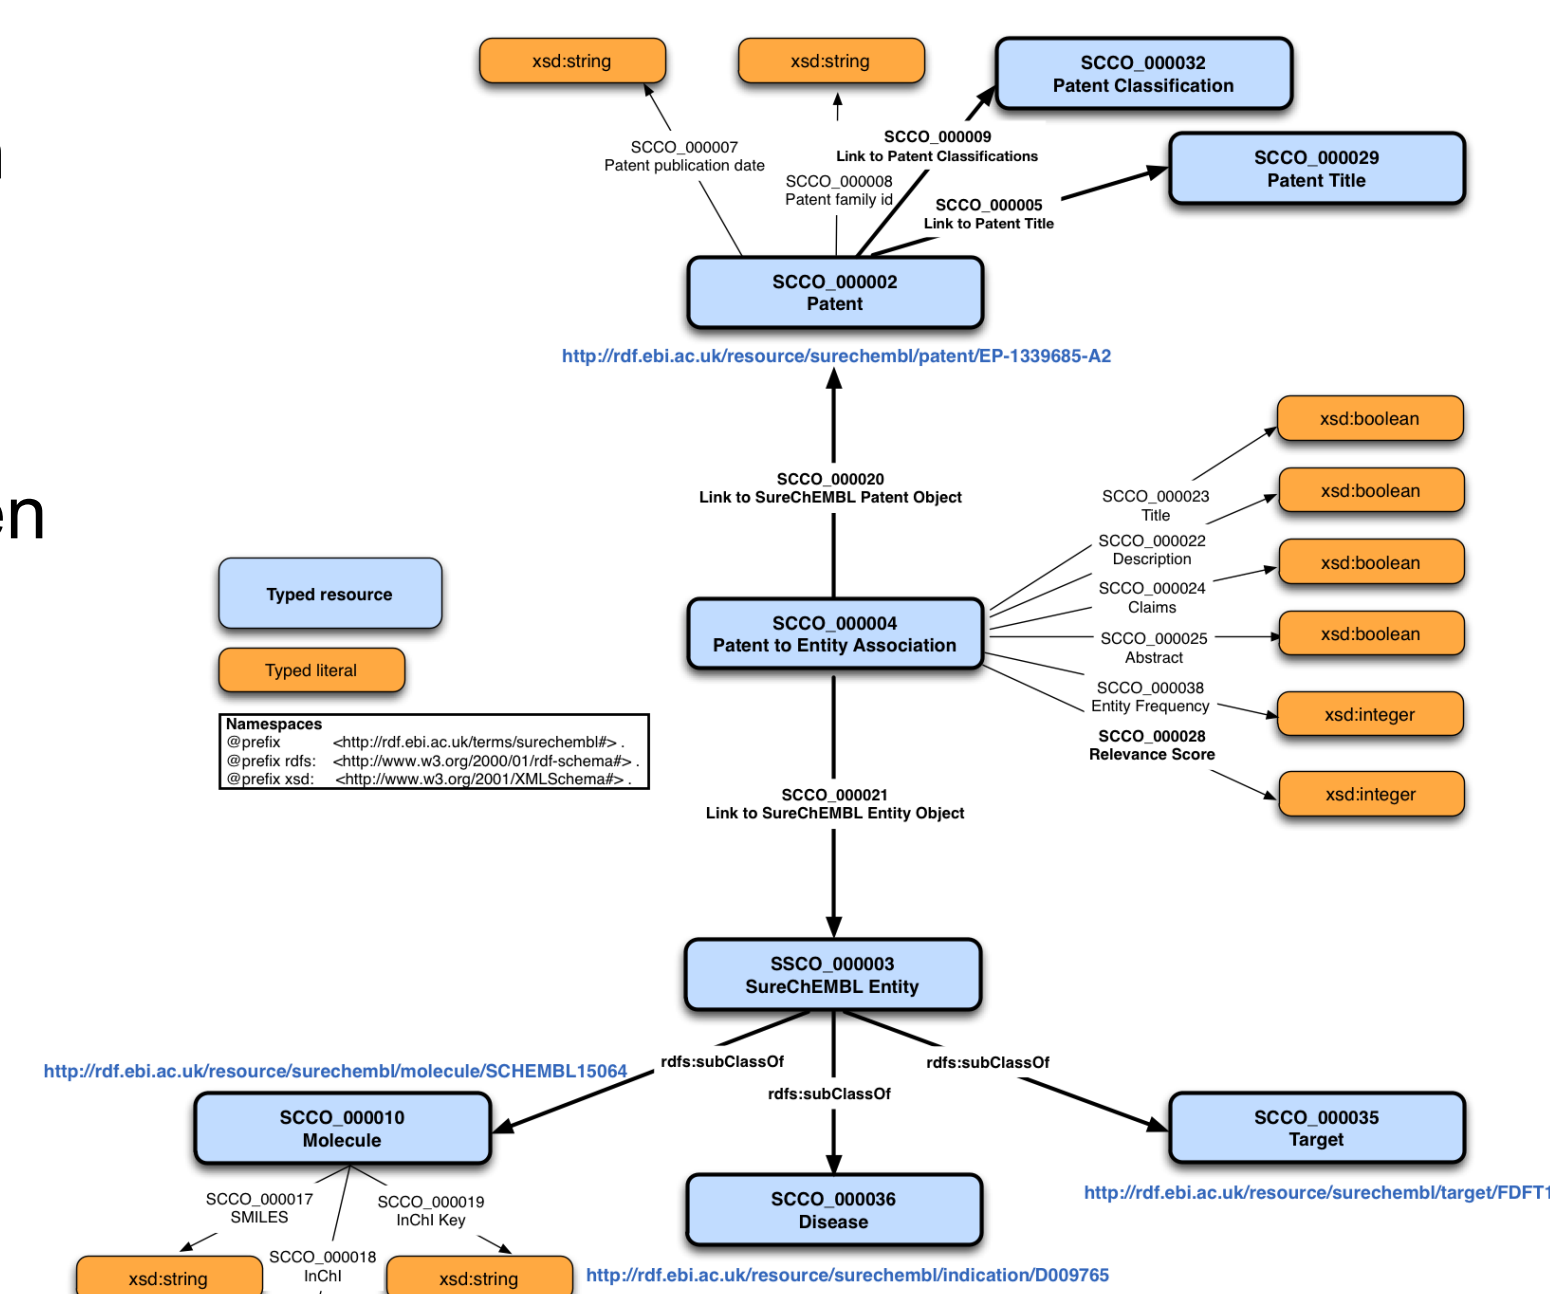 xsd:string
xsd:string
SCCO_000032
Patent Classification
SCCO_000009
Link to Patent Classifications
SCCO_000007
Patent publication date
SCCO_000029
Patent Title
SCCO_000008
Patent family id
SCCO_000005
Link to Patent Title
SCCO_000002
Patent
http://rdf.ebi.ac.uk/resource/surechembl/patent/EP-1339685-A2
xsd:boolean
SCCO_000020
Link to SureChEMBL Patent Object
xsd:boolean
SCCO_000023
Title
en
SCCO_000022
Description
xsd:boolean
Typed resource
SCCO_000024
Claims
SCCO_000004
Patent to Entity Association
xsd:boolean
SCCO_000025
Abstract
Typed literal
SCCO_000038
Entity Frequency
xsd:integer
Namespaces
@prefix <http://rdf.ebi.ac.uk/terms/surechembl#> .
@prefix rdfs: <http://www.w3.org/2000/01/rdf-schema#> .
@prefix xsd: <http://www.w3.org/2001/XMLSchema#> .
SCCO_000028
Relevance Score
xsd:integer
SCCO_000021
Link to SureChEMBL Entity Object
SSCO_000003
SureChEMBL Entity
rdfs:subClassOf
rdfs:subClassOf
rdfs:subClassOf
http://rdf.ebi.ac.uk/resource/surechembl/molecule/SCHEMBL15064
SCCO_000010
Molecule
SCCO_000035
Target
http://rdf.ebi.ac.uk/resource/surechembl/target/FDFT1
SCCO_000036
Disease
http://rdf.ebi.ac.uk/resource/surechembl/indication/D009765
SCCO_000017
SMILES
SCCO_000019
InChI Key
SCCO_000018
InChI
xsd:string
xsd:string